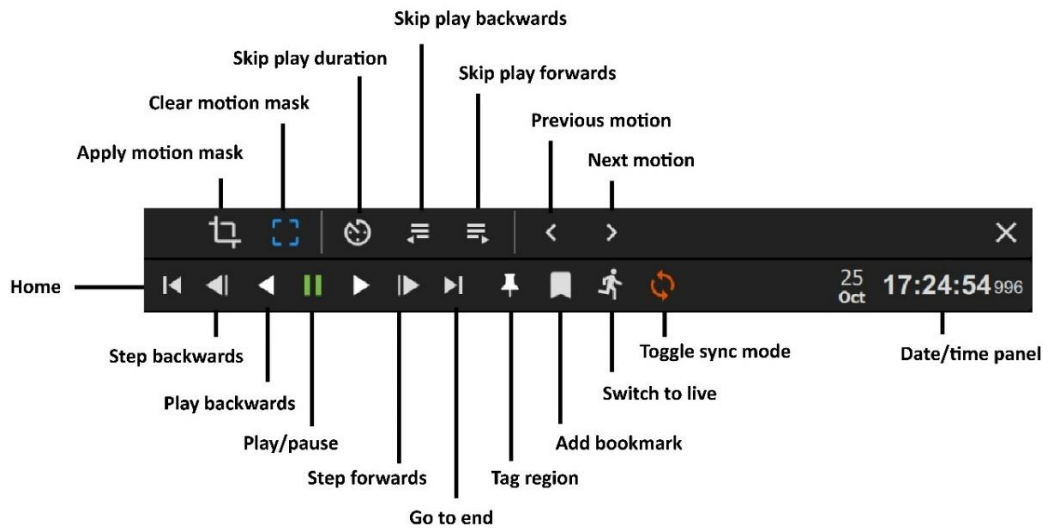 Skip play backwards
Skip play duration
Skip play forwards
Clear motion mask
Previous motion
Apply motion mask
Next motion
Home
25
Oct
17:24:54 996
Step backwards
Toggle sync mode
Date/time panel
Play backwards
Switch to live
Play/pause
Add bookmark
Step forwards
Tag region
Go to end